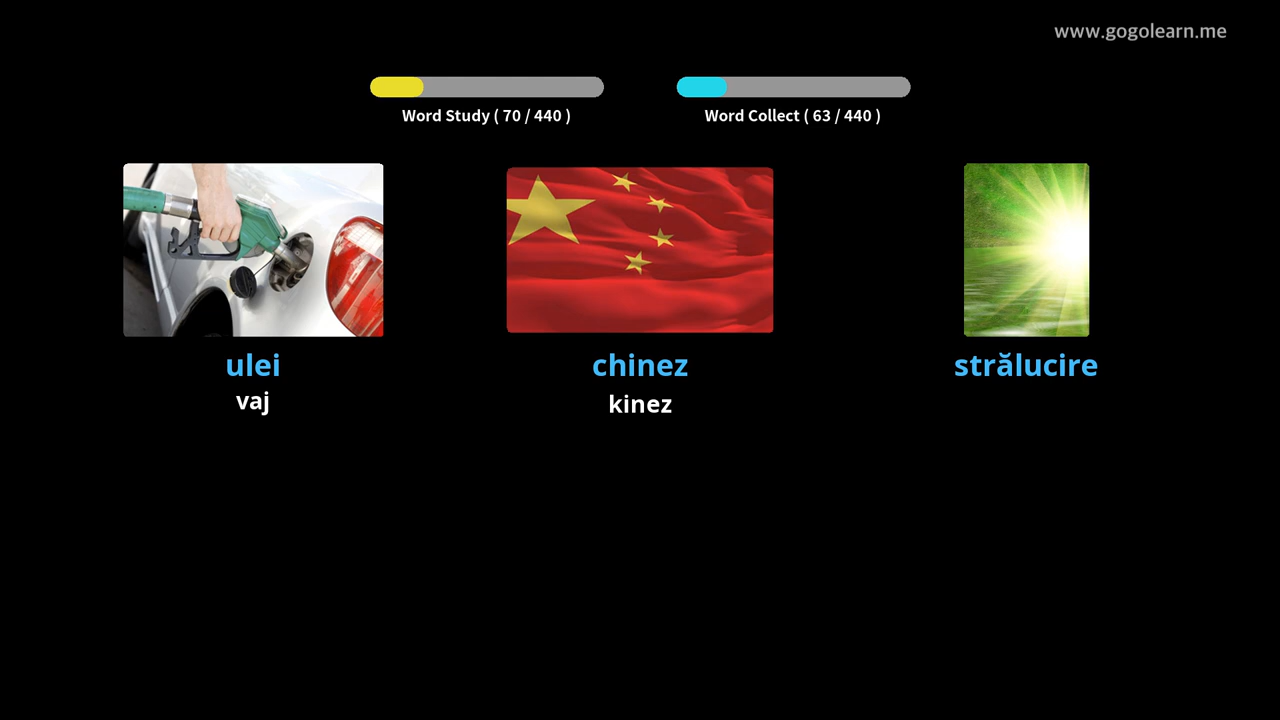 www.gogolearn.me
Word Study ( 70 / 440 )
Word Collect ( 63 / 440 )
ulei
chinez
strălucire
vaj
kinez